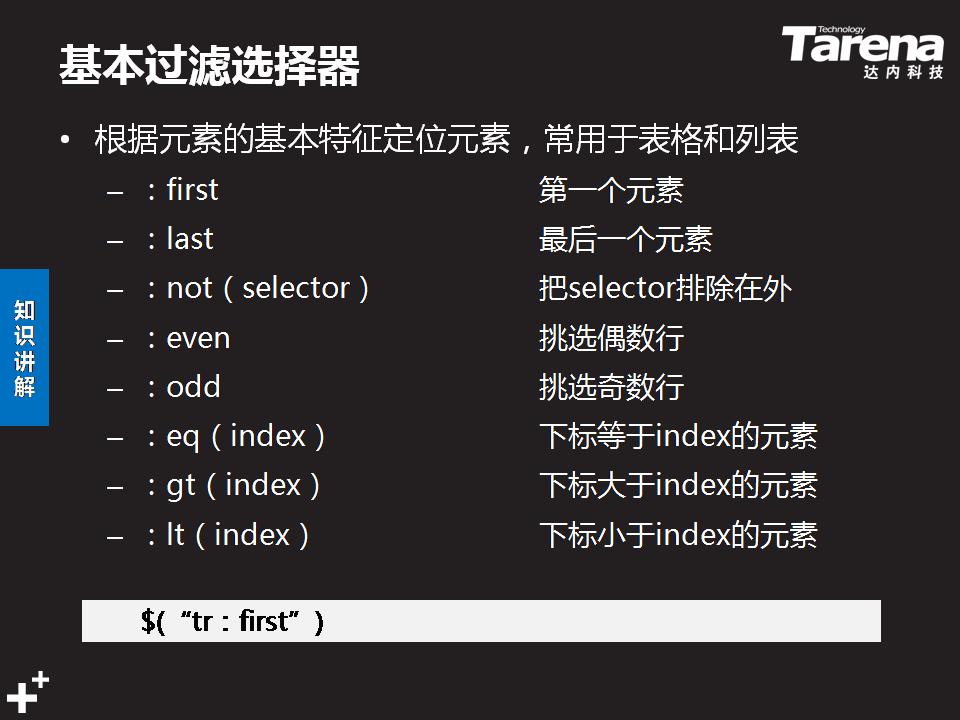 基本过滤选择器
Technology
Tarena
达内科技
• 根据元素的基本特征定位元素，常用于表格和列表
– ：first 第一个元素
– ：last 最后一个元素
– ：not（selector） 把selector排除在外
– ：even 挑选偶数行
– ：odd 挑选奇数行
– ：eq（index） 下标等于index的元素
– ：gt（index） 下标大于index的元素
– ：lt（index） 下标小于index的元素
知识讲解
$(“tr：first”)